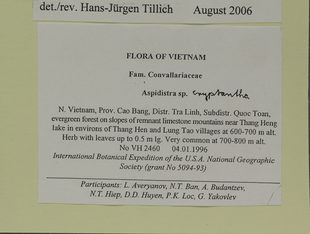 det./rev. Hans-Jürgen Tillich August 2006
FLORA OF VIETNAM
Fam. Convallariaceae
Aspidistra sp. cryptantha
N. Vietnam, Prov. Cao Bang, Distr. Tra Linh, Subdistr. Quoc Toan,
evergreen forest on slopes of remnant limestone mountains near Thang Heng
lake in environs of Thang Hen and Lung Tao villages at 600-700 m alt.
Herb with leaves up to 0.5 m lg. Very common at 700-800 m alt.
No VH 2460 04.01.1996
International Botanical Expedition of the U.S.A. National Geographic
Society (grant No 5094-93)
Participants: L. Averyanov, N.T. Ban, A. Budantzev,
N.T. Hiep, D.D. Huyen, P.K. Loc, G. Yakovlev